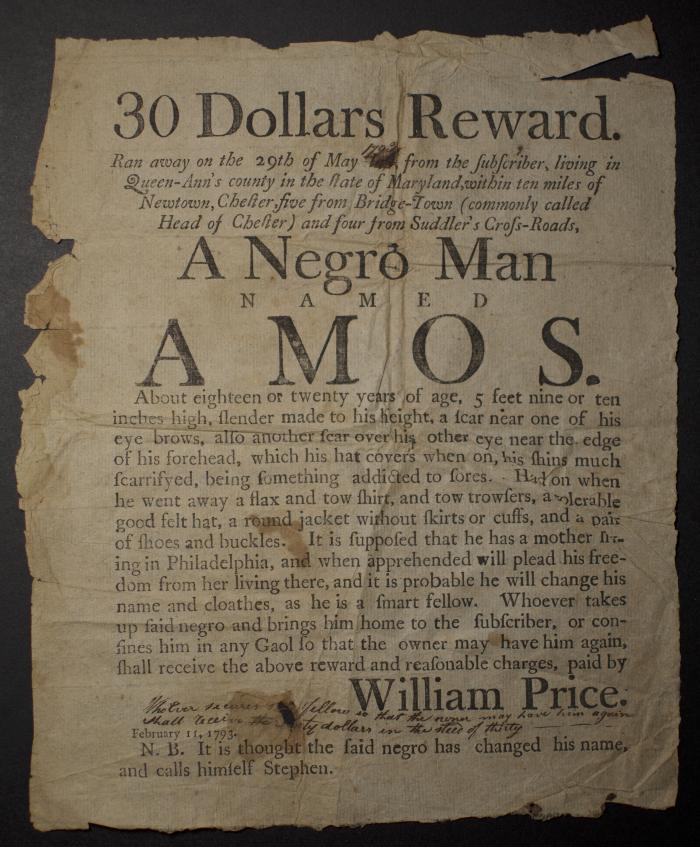 30 Dollars Reward.
1792
Ran away on the 29th of May last, from the ſubſcriber, living in
Queen-Ann's county in the ſtate of Maryland, within ten miles of
Newtown, Cheſter, five from Bridge-Town (commonly called
Head of Cheſter) and four from Suddler's Croſs-Roads,
A Negro Man
NAMED
AMOS.
About eighteen or twenty years of age, 5 feet nine or ten
inches high, ſlender made to his height, a ſcar near one of his
eye brows, alſo another ſcar over his other eye near the edge
of his forehead, which his hat covers when on, his ſhins much
ſcarrifyed, being ſomething addicted to ſores. Had on when
he went away a flax and tow ſhirt, and tow trowſers, a tolerable
good felt hat, a round jacket without ſkirts or cuffs, and a pair
of ſhoes and buckles. It is ſuppoſed that he has a mother liv-
ing in Philadelphia, and when apprehended will plead his free-
dom from her living there, and it is probable he will change his
name and cloathes, as he is a ſmart fellow. Whoever takes
up ſaid negro and brings him home to the ſubſcriber, or con-
fines him in any Gaol ſo that the owner may have him again,
ſhall receive the above reward and reaſonable charges, paid by
William Price.
Whoever secures fellow so that the owner may have him again
shall receive the dollars in the steed of thirty
February 11, 1793.
N. B. It is thought the ſaid negro has changed his name,
and calls himſelf Stephen.